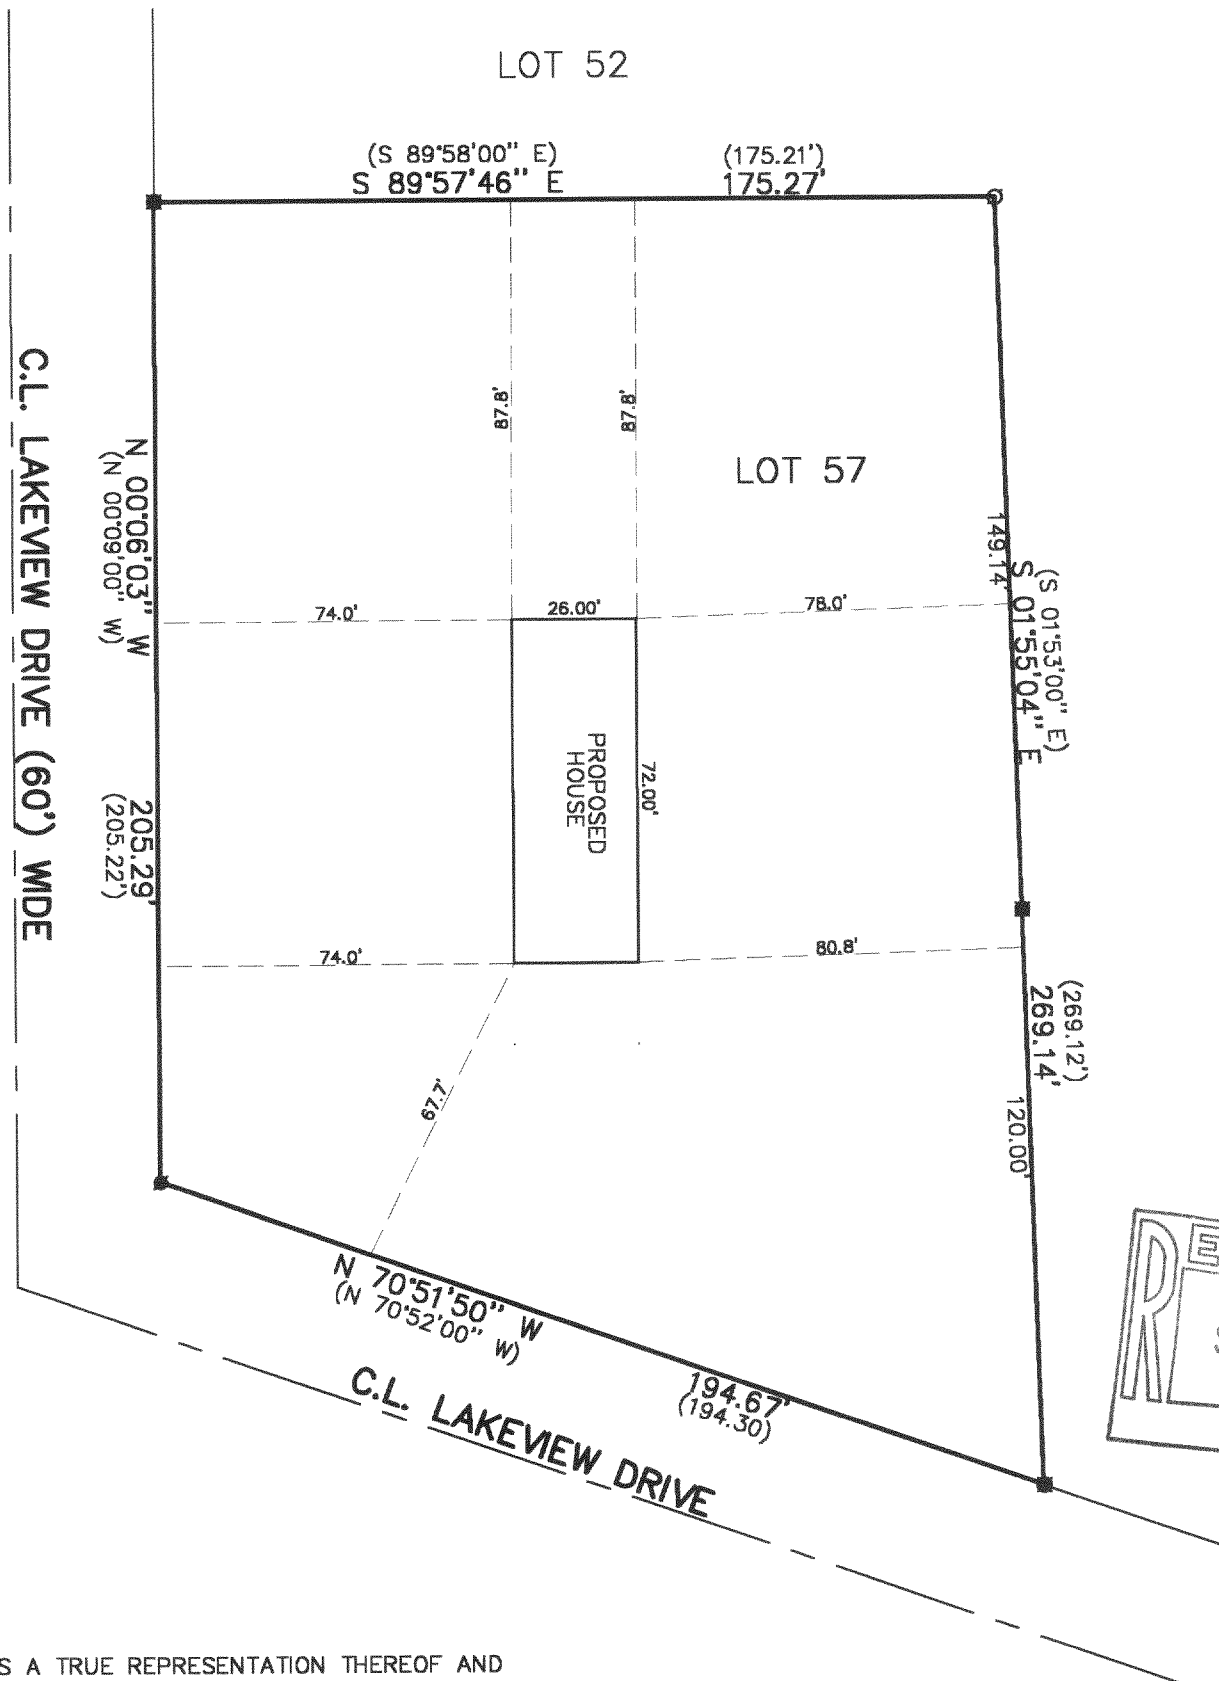 LOT 52
(S 89°58'00" E)
S 89°57'46" E
(175.21')
175.27'
87.8'
87.8'
LOT 57
C.L. LAKEVIEW DRIVE (60') WIDE
N 00°06'03" W
(N 00°09'00" W)
205.29'
(205.22')
149.14'
(S 01°53'00" E)
S 01°55'04" E
74.0'
26.00'
78.0'
PROPOSED
HOUSE
72.00'
74.0'
80.8'
(269.12')
269.14'
120.00'
67.7'
N 70°51'50" W
(N 70°52'00" W)
194.67'
(194.30)
C.L. LAKEVIEW DRIVE
RE
S A TRUE REPRESENTATION THEREOF AND